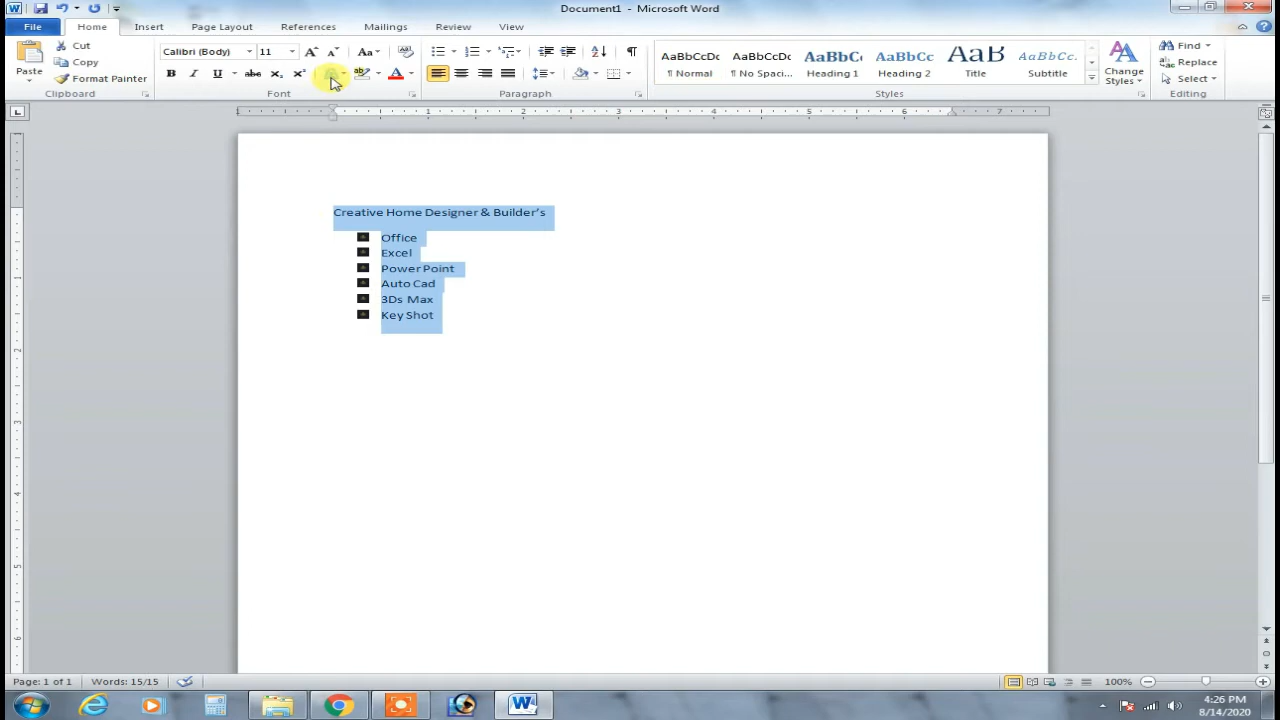 Document1 - Microsoft Word
File Home Insert Page Layout References Mailings Review View
Paste
Cut
Copy
Format Painter
Clipboard
Calibri (Body) 11
Font
Paragraph
AaBbCcDc AaBbCcDc AaBbC AaBbCc AaB AaBbCc.
¶ Normal ¶ No Spaci... Heading 1 Heading 2 Title Subtitle
Change Styles
Styles
Find
Replace
Select
Editing
Creative Home Designer & Builder's
Office
Excel
Power Point
Auto Cad
3Ds Max
Key Shot
Page: 1 of 1 Words: 15/15 100%
4:26 PM
8/14/2020